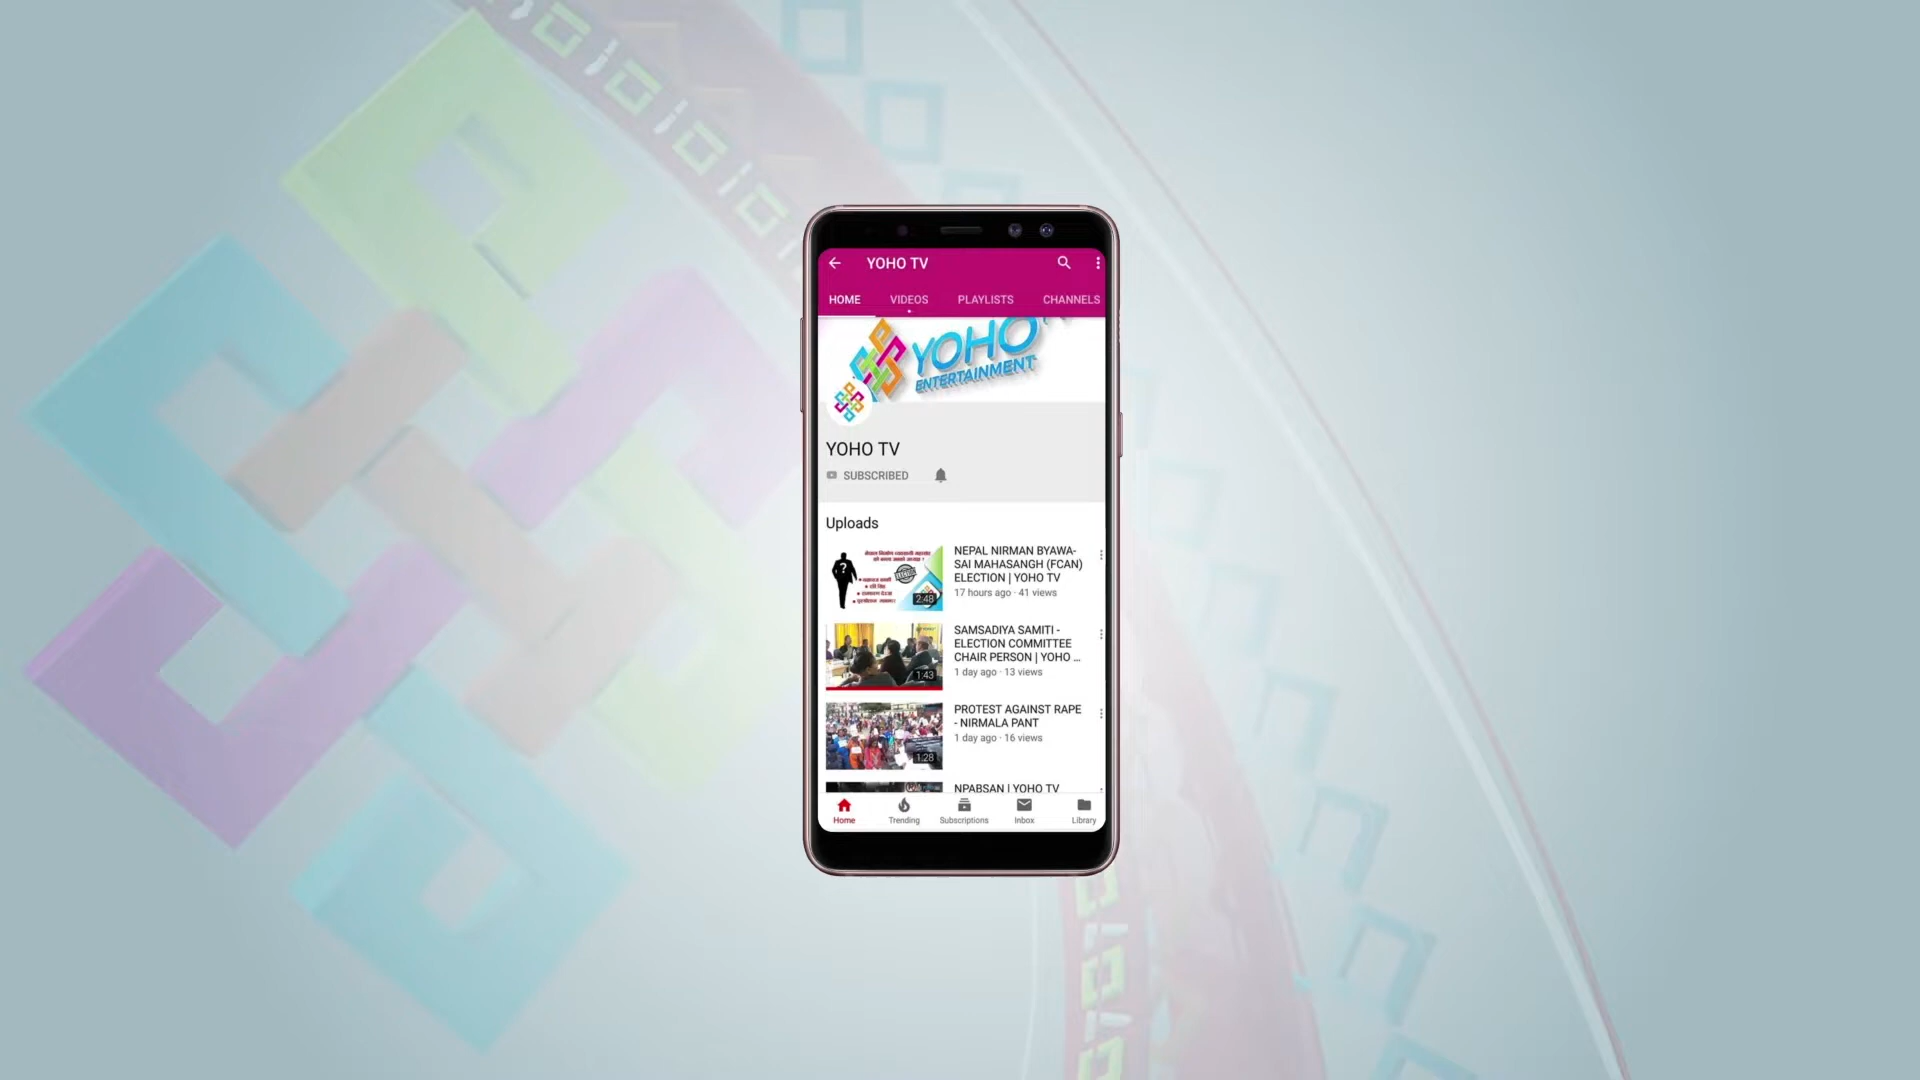 YOHO TV
HOME VIDEOS PLAYLISTS CHANNELS
YOHO
ENTERTAINMENT
YOHO TV
SUBSCRIBED
Uploads
?
2:48
NEPAL NIRMAN BYAWA-
SAI MAHASANGH (FCAN)
ELECTION | YOHO TV
17 hours ago · 41 views
1:43
SAMSADIYA SAMITI -
ELECTION COMMITTEE
CHAIR PERSON | YOHO ...
1 day ago · 13 views
1:28
PROTEST AGAINST RAPE
- NIRMALA PANT
1 day ago · 16 views
NPABSAN | YOHO TV
Home Trending Subscriptions Inbox Library